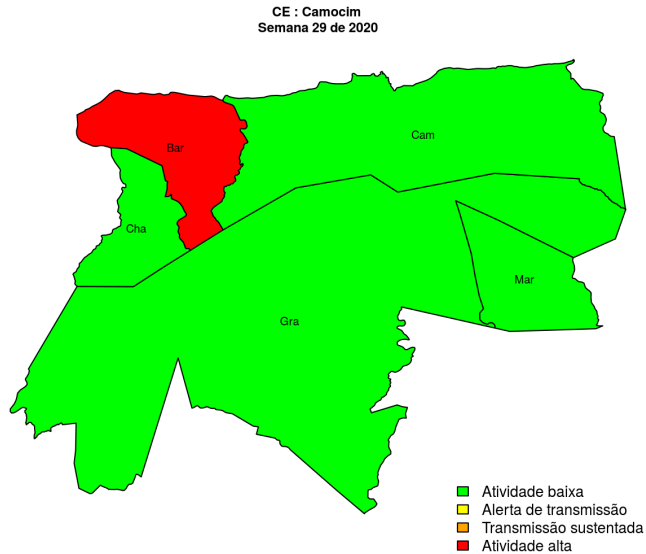 CE : Camocim
Semana 29 de 2020
Bar
Cam
Cha
Mar
Gra
Atividade baixa
Alerta de transmissão
Transmissão sustentada
Atividade alta